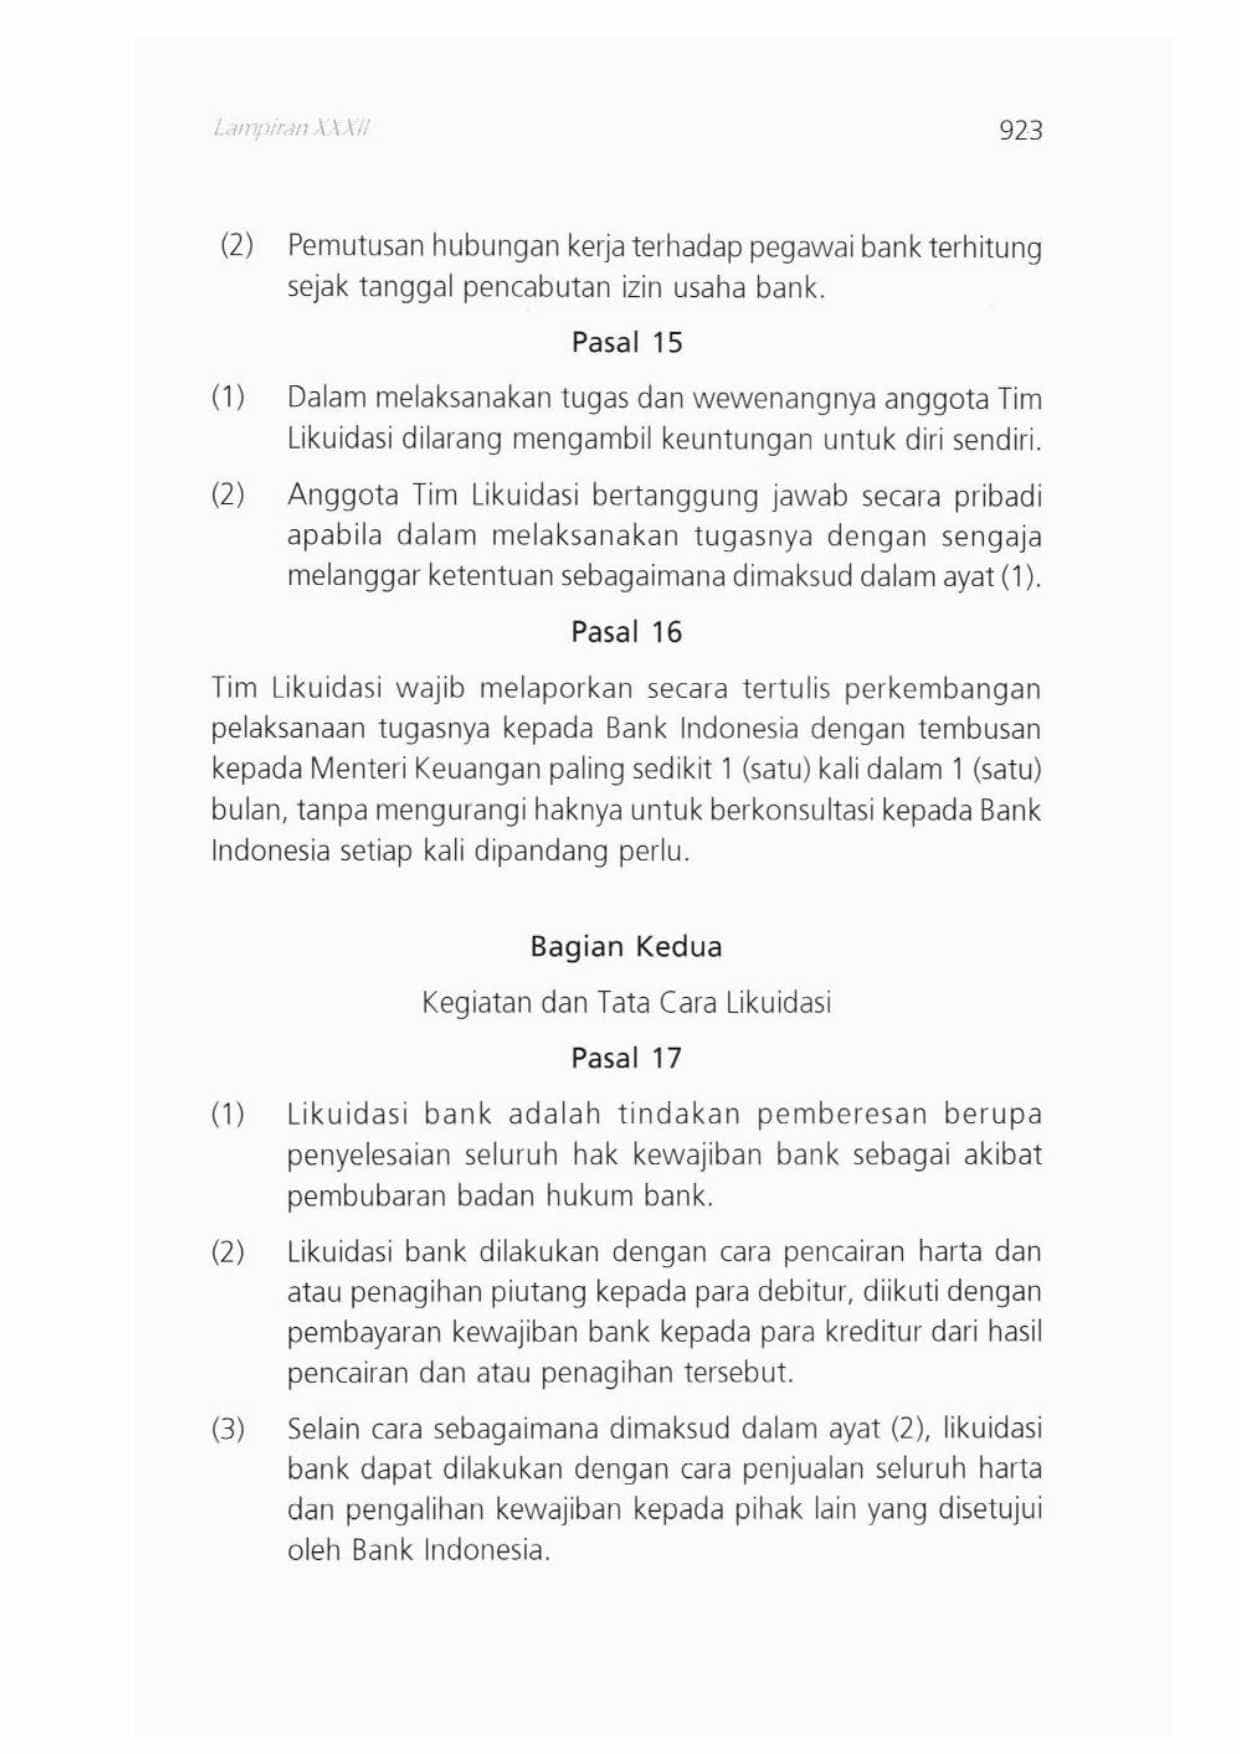 Lampiran XXXII
923
(2) Pemutusan hubungan kerja terhadap pegawai bank terhitung
sejak tanggal pencabutan izin usaha bank.
Pasal 15
(1) Dalam melaksanakan tugas dan wewenangnya anggota Tim
Likuidasi dilarang mengambil keuntungan untuk diri sendiri.
(2) Anggota Tim Likuidasi bertanggung jawab secara pribadi
apabila dalam melaksanakan tugasnya dengan sengaja
melanggar ketentuan sebagaimana dimaksud dalam ayat (1).
Pasal 16
Tim Likuidasi wajib melaporkan secara tertulis perkembangan
pelaksanaan tugasnya kepada Bank Indonesia dengan tembusan
kepada Menteri Keuangan paling sedikit 1 (satu) kali dalam 1 (satu)
bulan, tanpa mengurangi haknya untuk berkonsultasi kepada Bank
Indonesia setiap kali dipandang perlu.
Bagian Kedua
Kegiatan dan Tata Cara Likuidasi
Pasal 17
(1) Likuidasi bank adalah tindakan pemberesan berupa
penyelesaian seluruh hak kewajiban bank sebagai akibat
pembubaran badan hukum bank.
(2) Likuidasi bank dilakukan dengan cara pencairan harta dan
atau penagihan piutang kepada para debitur, diikuti dengan
pembayaran kewajiban bank kepada para kreditur dari hasil
pencairan dan atau penagihan tersebut.
(3) Selain cara sebagaimana dimaksud dalam ayat (2), likuidasi
bank dapat dilakukan dengan cara penjualan seluruh harta
dan pengalihan kewajiban kepada pihak lain yang disetujui
oleh Bank Indonesia.